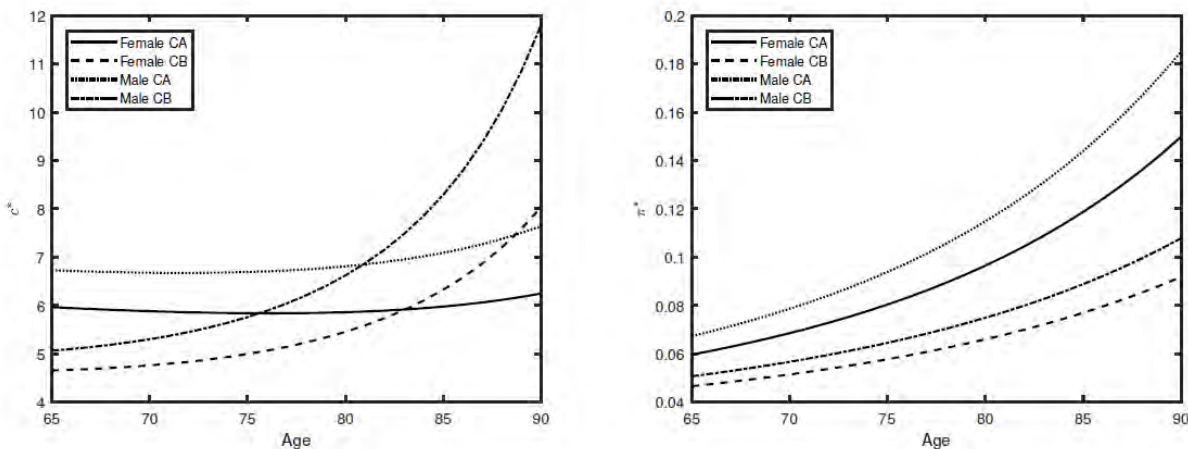 12
11
10
9
8
7
6
5
4
c*
65 70 75 80 85 90
Age
Female CA
Female CB
Male CA
Male CB
0.2
0.18
0.16
0.14
0.12
0.1
0.08
0.06
0.04
π*
65 70 75 80 85 90
Age
Female CA
Female CB
Male CA
Male CB